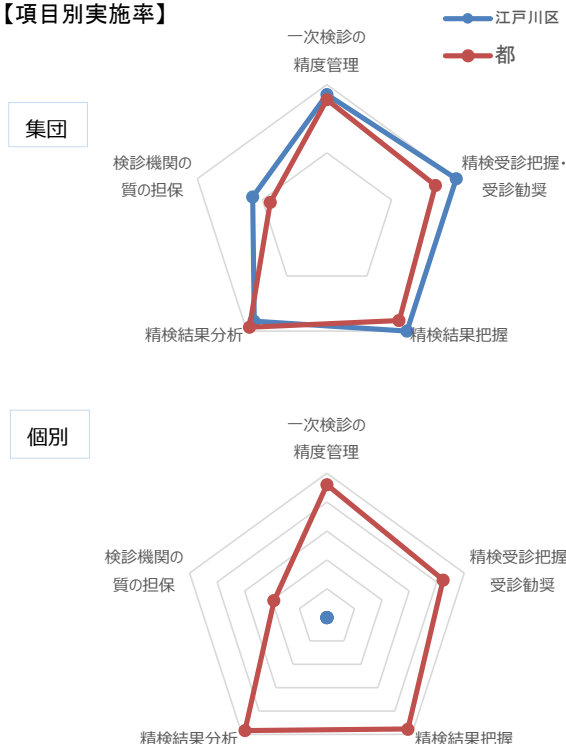 【項目別実施率】
江戸川区
都
集団
一次検診の
精度管理
精検受診把握・
受診勧奨
精検結果把握
精検結果分析
検診機関の
質の担保
個別
一次検診の
精度管理
精検受診把握
受診勧奨
精検結果把握
精検結果分析
検診機関の
質の担保